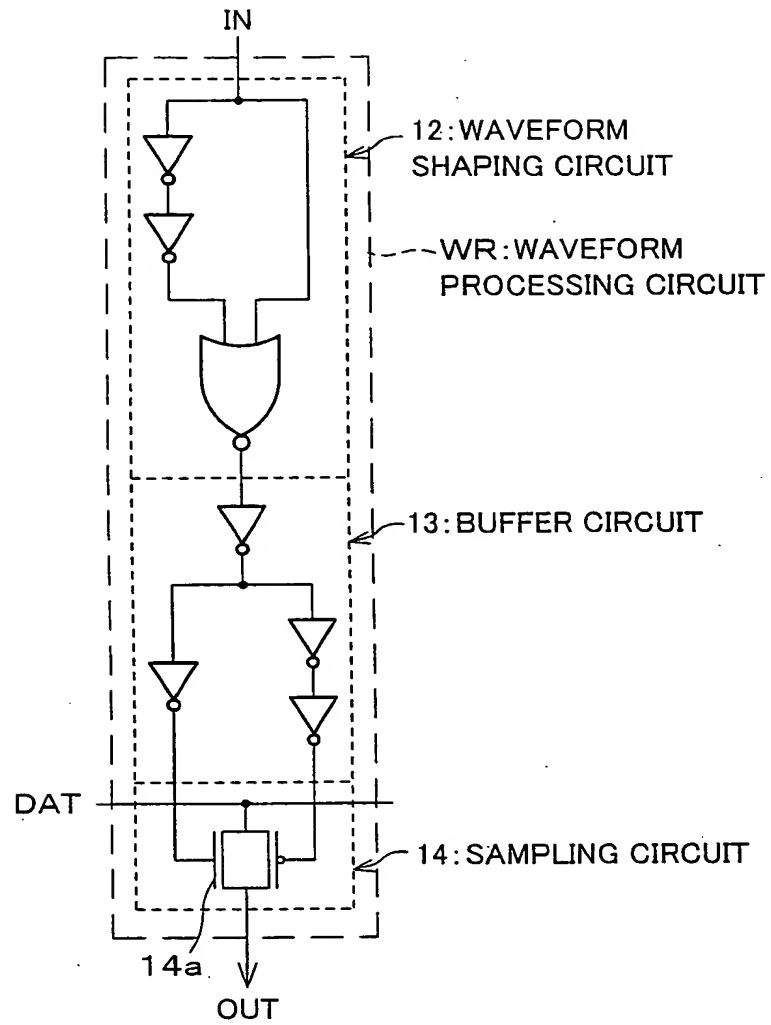 IN
12:WAVEFORM
SHAPING CIRCUIT
WR:WAVEFORM
PROCESSING CIRCUIT
13:BUFFER CIRCUIT
DAT
14:SAMPLING CIRCUIT
14a
OUT